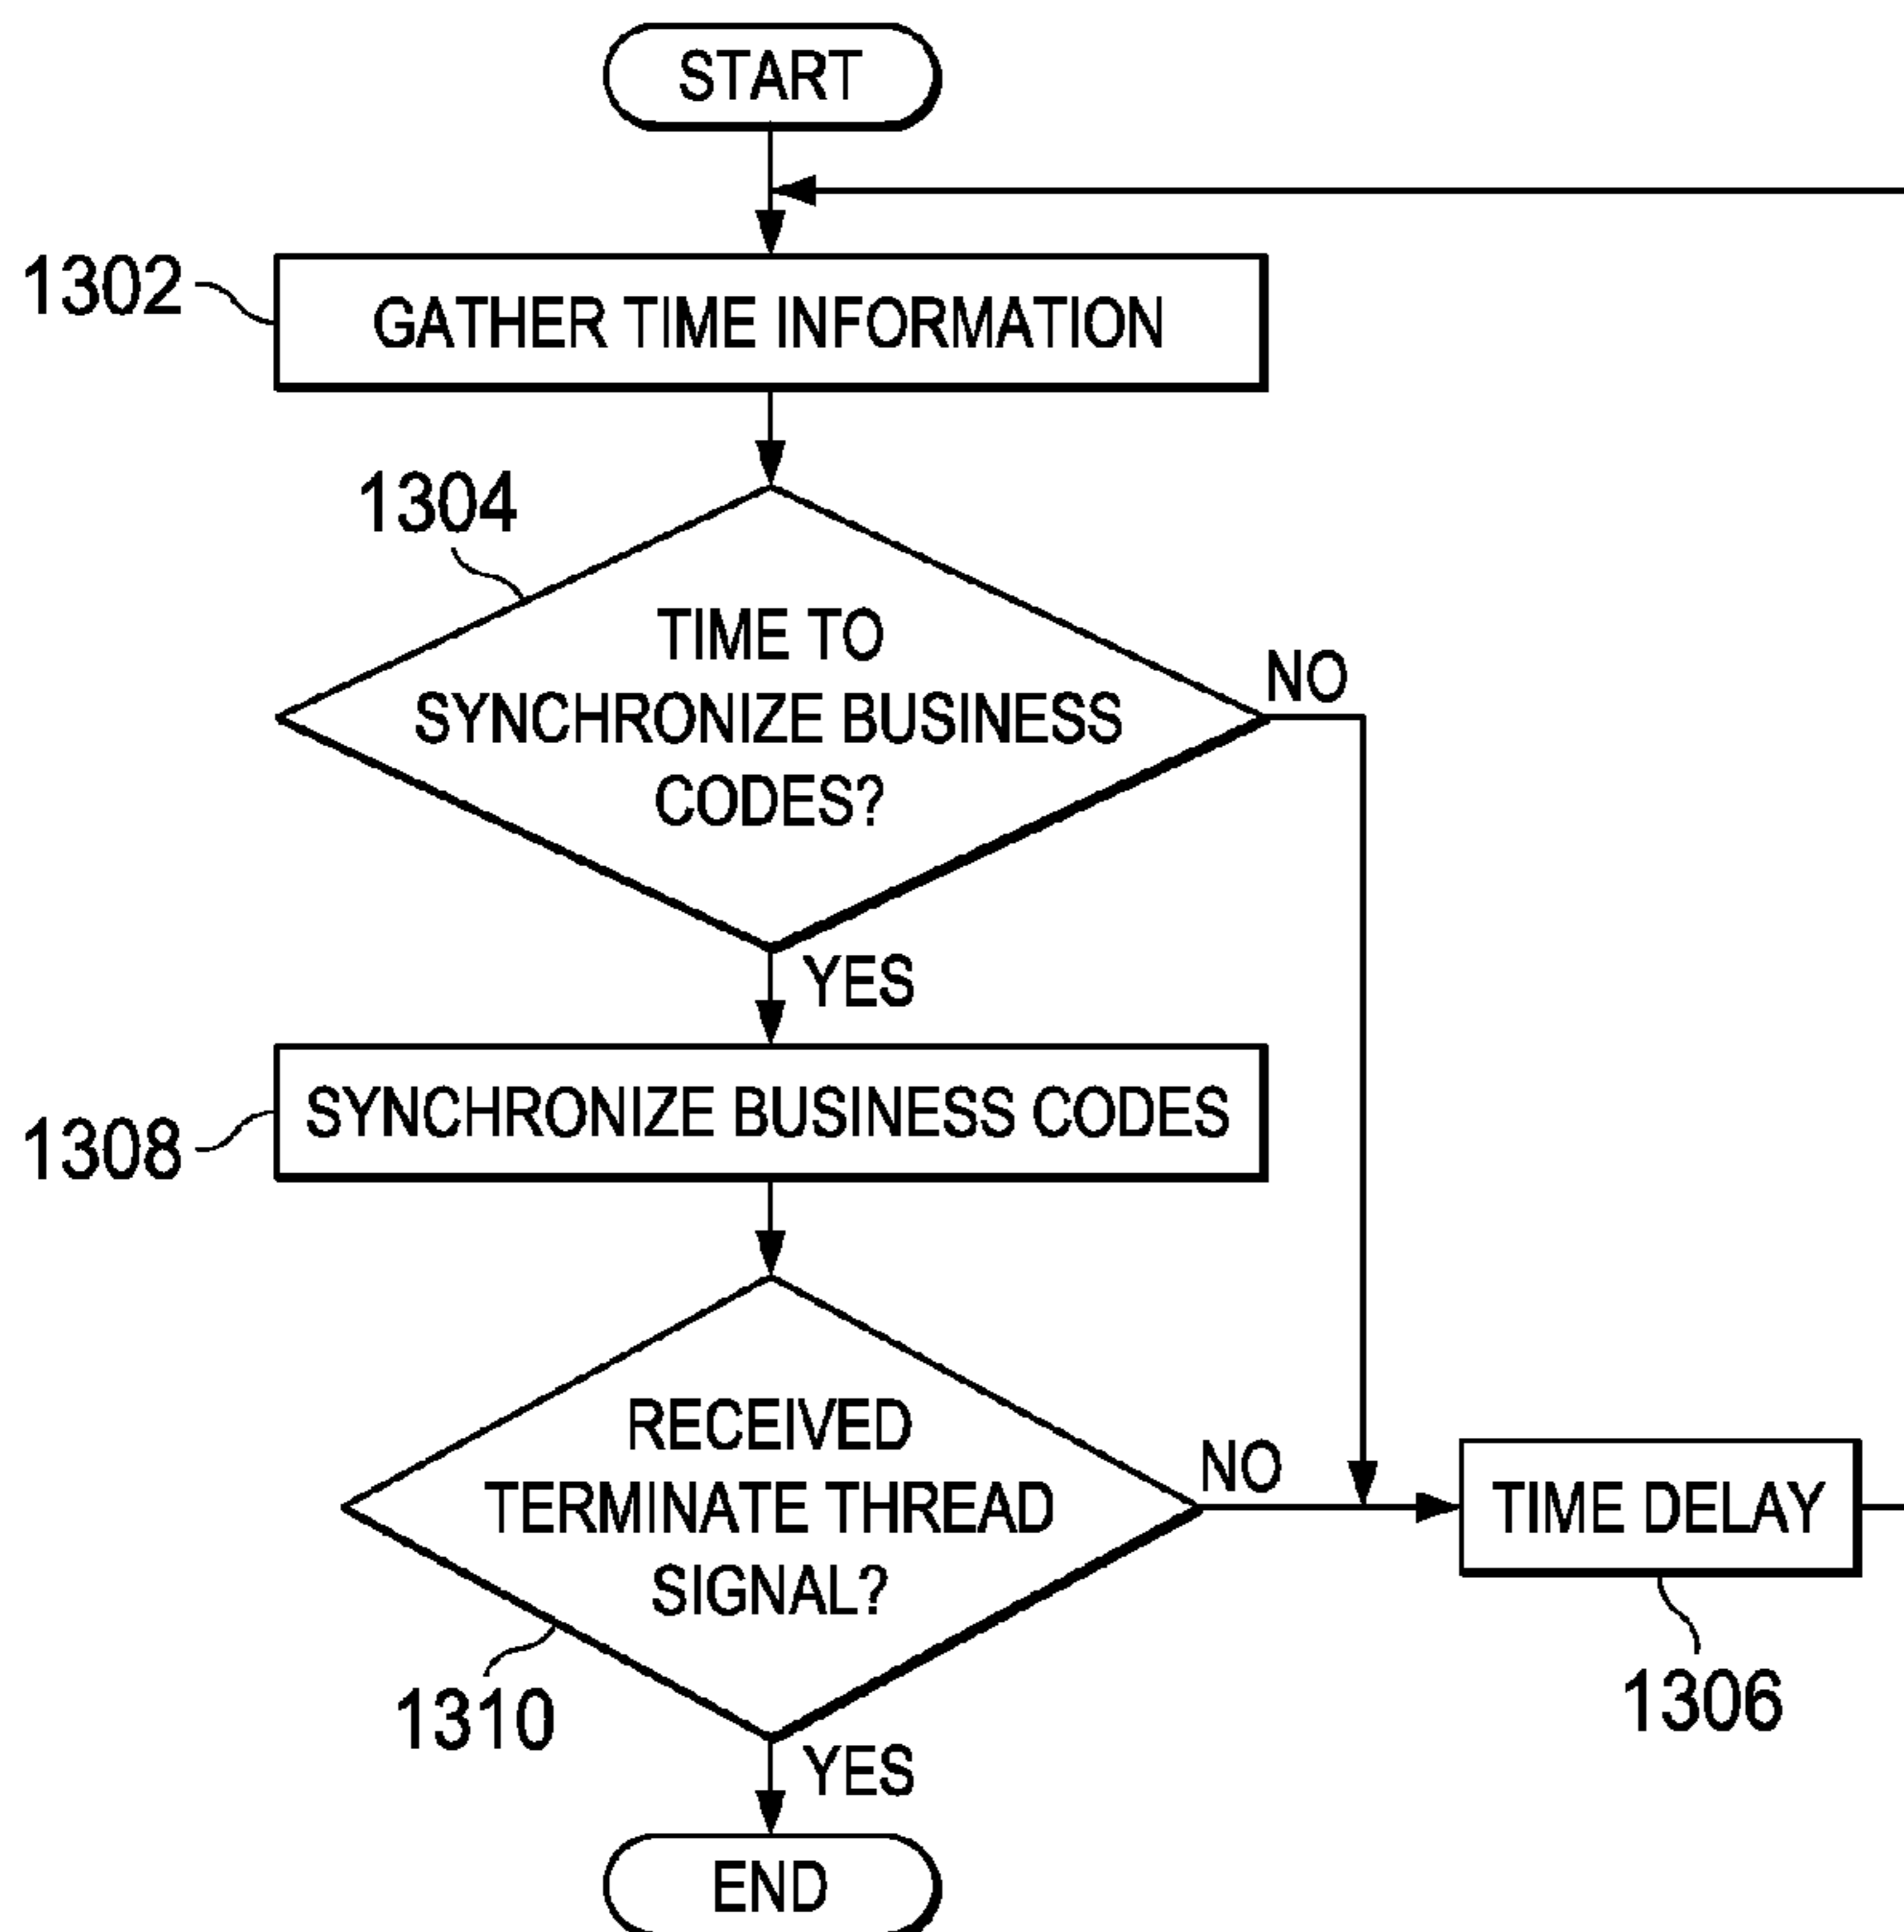 START
1302
GATHER TIME INFORMATION
1304
TIME TO
SYNCHRONIZE BUSINESS
CODES?
NO
YES
SYNCHRONIZE BUSINESS CODES
1308
RECEIVED
TERMINATE THREAD
SIGNAL?
NO
TIME DELAY
1306
1310
YES
END